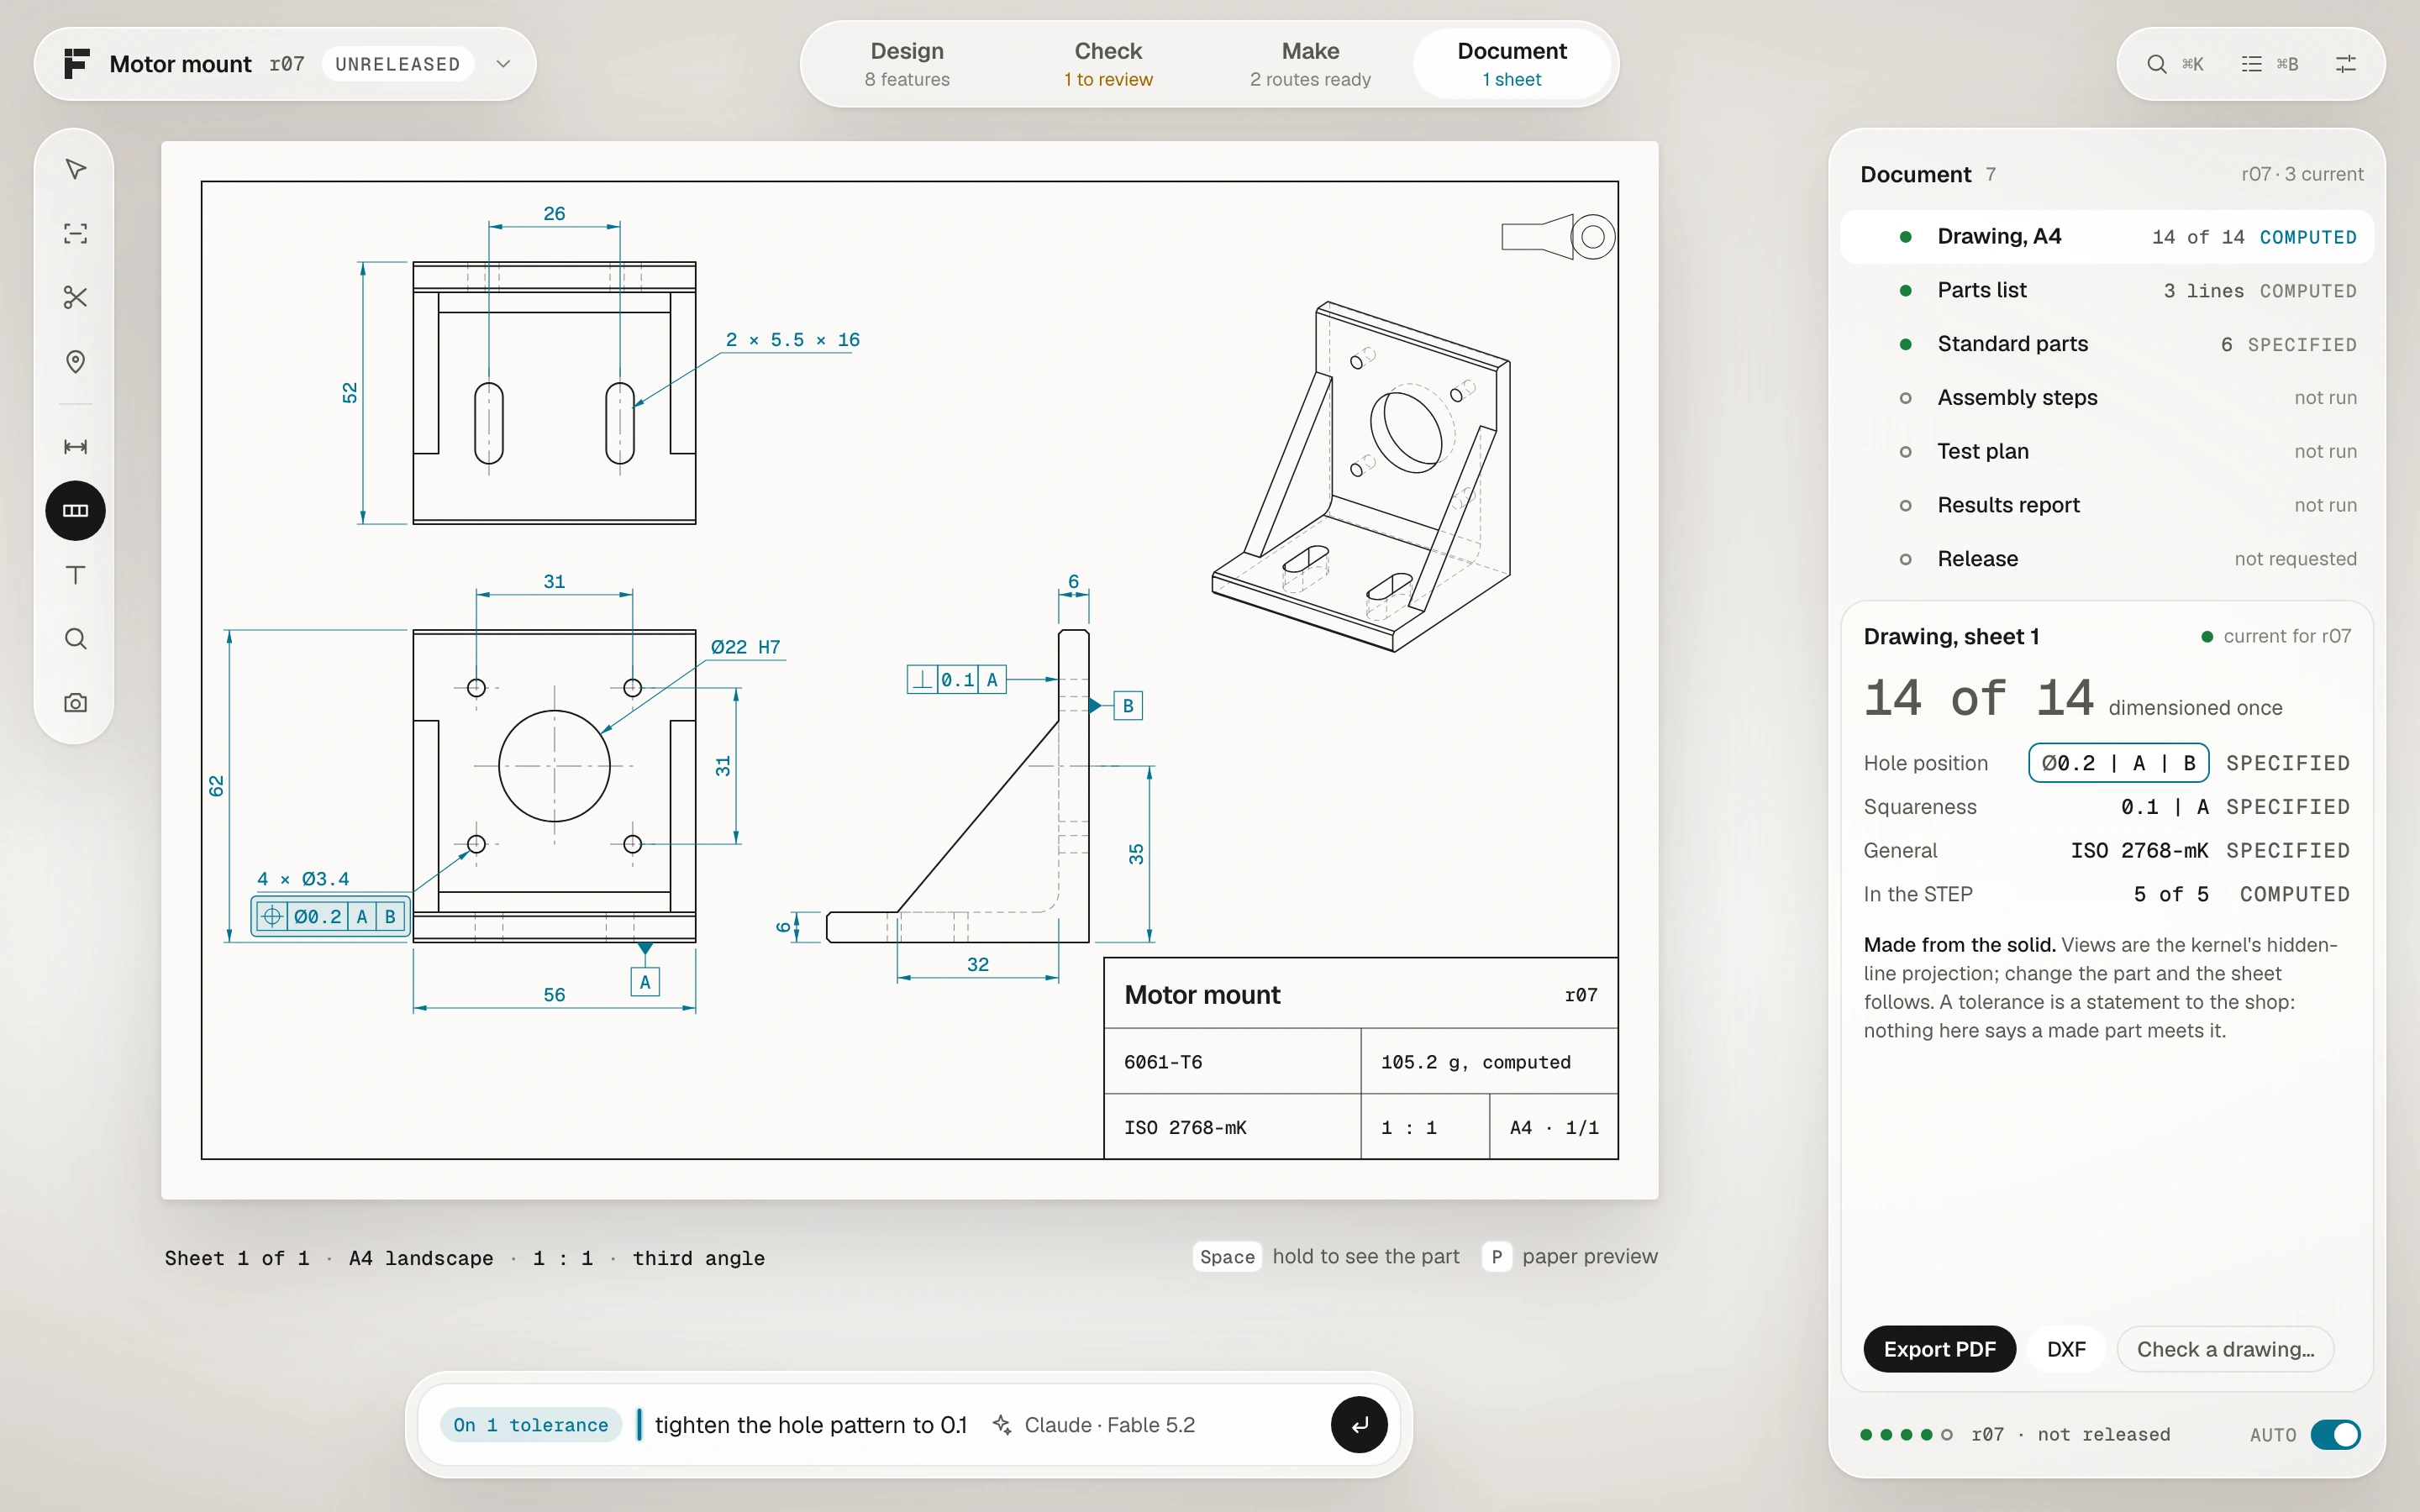 Motor mount r07 UNRELEASED
Design
8 features
Check
1 to review
Make
2 routes ready
Document
1 sheet
⌘K ⌘B
26
52
2 × 5.5 × 16
31
Ø22 H7
31
62
4 × Ø3.4
Ø0.2 A B
A
56
6
0.1 A
B
35
6
32
Motor mount r07
6061-T6 105.2 g, computed
ISO 2768-mK 1 : 1 A4 · 1/1
Sheet 1 of 1 · A4 landscape · 1 : 1 · third angle
Space hold to see the part P paper preview
On 1 tolerance tighten the hole pattern to 0.1 Claude · Fable 5.2
Document 7 r07 · 3 current
Drawing, A4 14 of 14 COMPUTED
Parts list 3 lines COMPUTED
Standard parts 6 SPECIFIED
Assembly steps not run
Test plan not run
Results report not run
Release not requested
Drawing, sheet 1 current for r07
14 of 14 dimensioned once
Hole position Ø0.2 | A | B SPECIFIED
Squareness 0.1 | A SPECIFIED
General ISO 2768-mK SPECIFIED
In the STEP 5 of 5 COMPUTED
Made from the solid. Views are the kernel's hidden-
line projection; change the part and the sheet
follows. A tolerance is a statement to the shop:
nothing here says a made part meets it.
Export PDF DXF Check a drawing…
r07 · not released AUTO